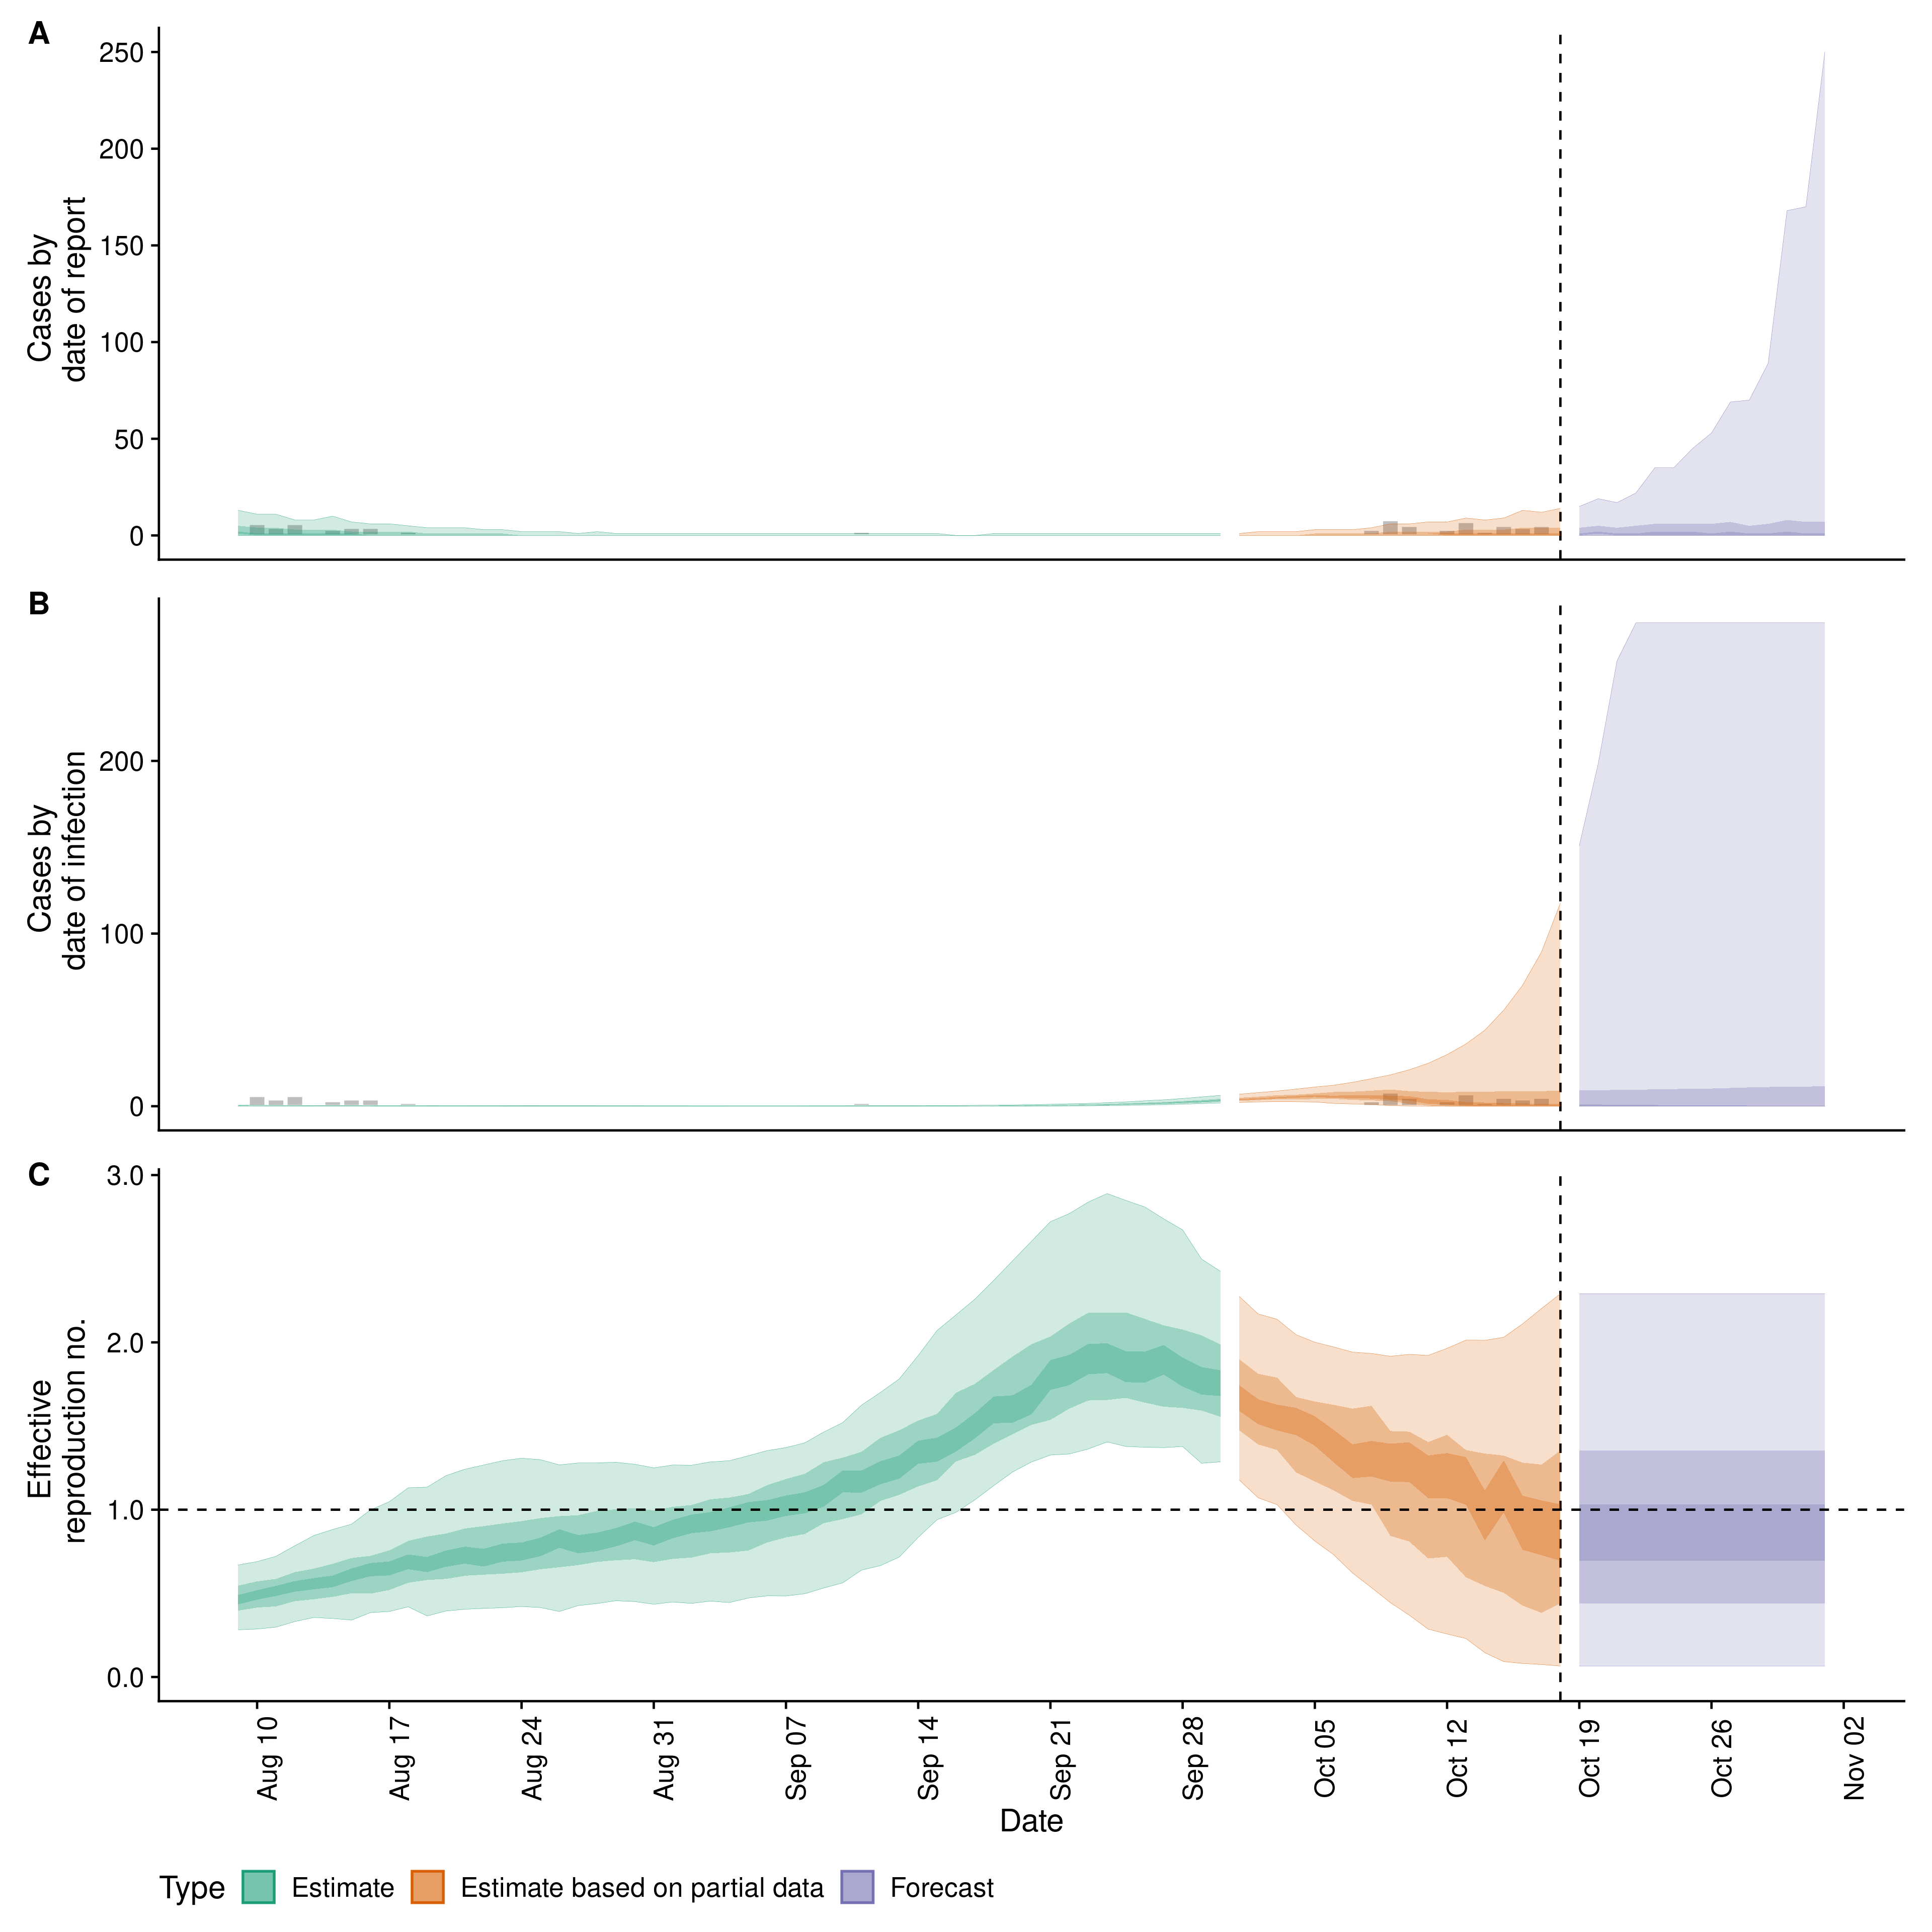 A
250
200
150
100
50
0
Cases by
date of report
B
200
100
0
Cases by
date of infection
C
3.0
2.0
1.0
0.0
Effective
reproduction no.
Aug 10
Aug 17
Aug 24
Aug 31
Sep 07
Sep 14
Sep 21
Sep 28
Oct 05
Oct 12
Oct 19
Oct 26
Nov 02
Date
Type Estimate Estimate based on partial data Forecast